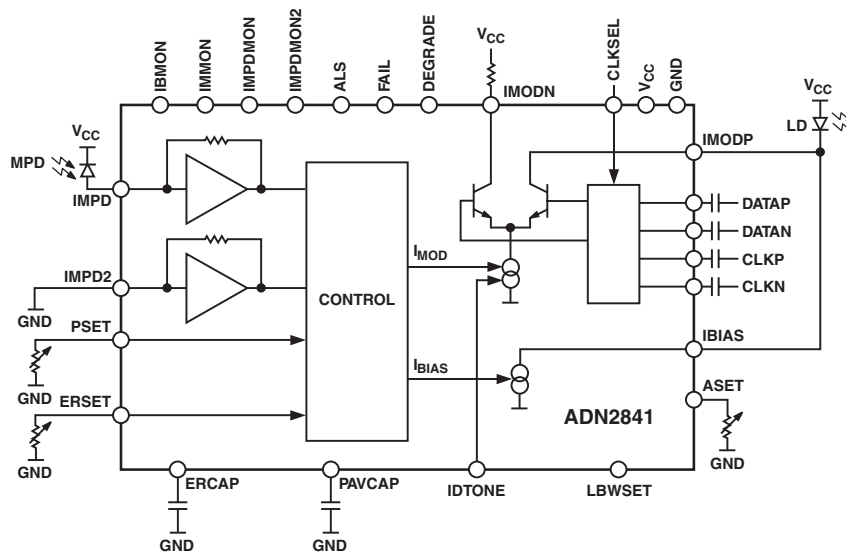 IBMON
IMMON
IMPDMON
IMPDMON2
ALS
FAIL
DEGRADE
VCC
IMODN
CLKSEL
VCC
GND
VCC
LD
IMODP
VCC
MPD
IMPD
DATAP
DATAN
CLKP
CLKN
IMPD2
GND
IMOD
CONTROL
PSET
GND
IBIAS
IBIAS
ERSET
GND
ASET
GND
ADN2841
ERCAP
GND
PAVCAP
GND
IDTONE
LBWSET